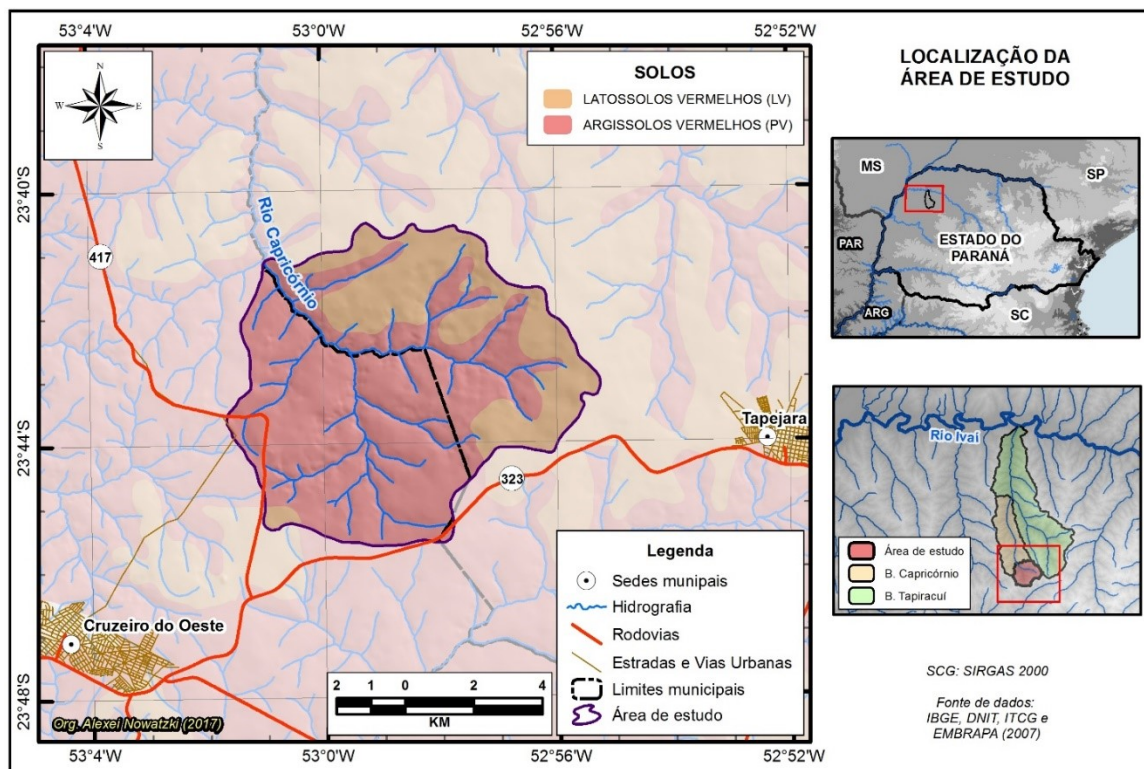 53°4'W
53°0'W
52°56'W
52°52'W
N
W
E
S
SOLOS
LATOSSOLOS VERMELHOS (LV)
ARGISSOLOS VERMELHOS (PV)
23°40'S
23°44'S
23°48'S
Rio Capricórnio
417
323
Tapejara
Cruzeiro do Oeste
Legenda
Sedes munipais
Hidrografia
Rodovias
Estradas e Vias Urbanas
Limites municipais
Área de estudo
2 1 0 2 4
KM
Org. Alexei Nowatzki (2017)
53°4'W
53°0'W
52°56'W
52°52'W
LOCALIZAÇÃO DA
ÁREA DE ESTUDO
MS
SP
PAR
ESTADO DO
PARANÁ
ARG
SC
Rio Ivaí
Área de estudo
B. Capricórnio
B. Tapiracuí
SCG: SIRGAS 2000
Fonte de dados:
IBGE, DNIT, ITCG e
EMBRAPA (2007)